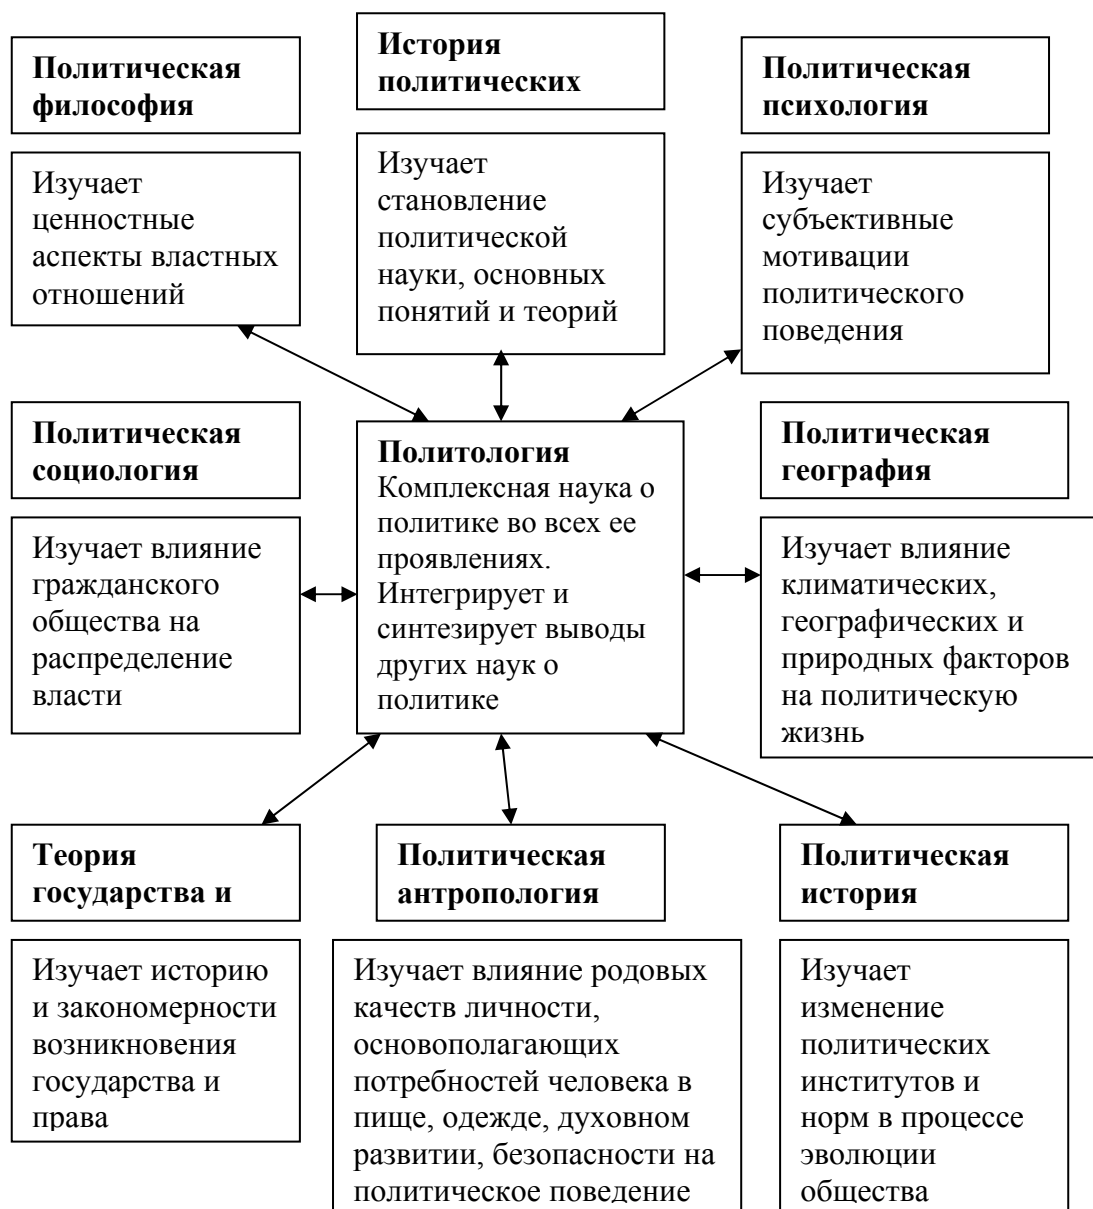 Политическая
философия
Изучает
ценностные
аспекты властных
отношений
История
политических
Изучает
становление
политической
науки, основных
понятий и теорий
Политическая
психология
Изучает
субъективные
мотивации
политического
поведения
Политическая
социология
Изучает влияние
гражданского
общества на
распределение
власти
Политология
Комплексная наука о
политике во всех ее
проявлениях.
Интегрирует и
синтезирует выводы
других наук о
политике
Политическая
география
Изучает влияние
климатических,
географических и
природных факторов
на политическую
жизнь
Теория
государства и
Изучает историю
и закономерности
возникновения
государства и
права
Политическая
антропология
Изучает влияние родовых
качеств личности,
основополагающих
потребностей человека в
пище, одежде, духовном
развитии, безопасности на
политическое поведение
Политическая
история
Изучает
изменение
политических
институтов и
норм в процессе
эволюции
общества